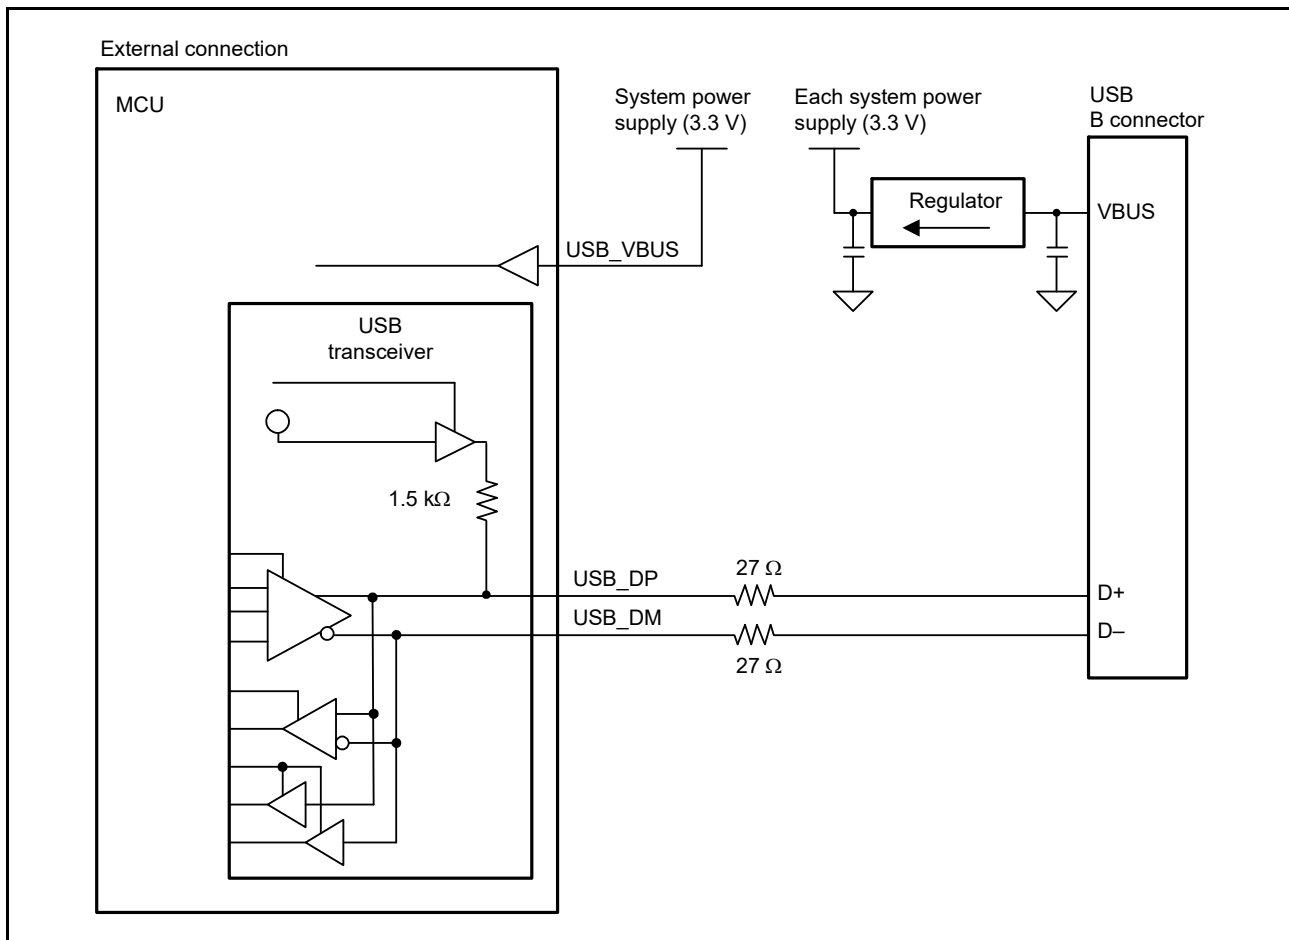 External connection
MCU
System power
supply (3.3 V)
Each system power
supply (3.3 V)
USB
B connector
Regulator
VBUS
USB_VBUS
USB
transceiver
1.5 kΩ
USB_DP
27 Ω
D+
USB_DM
D–
27 Ω